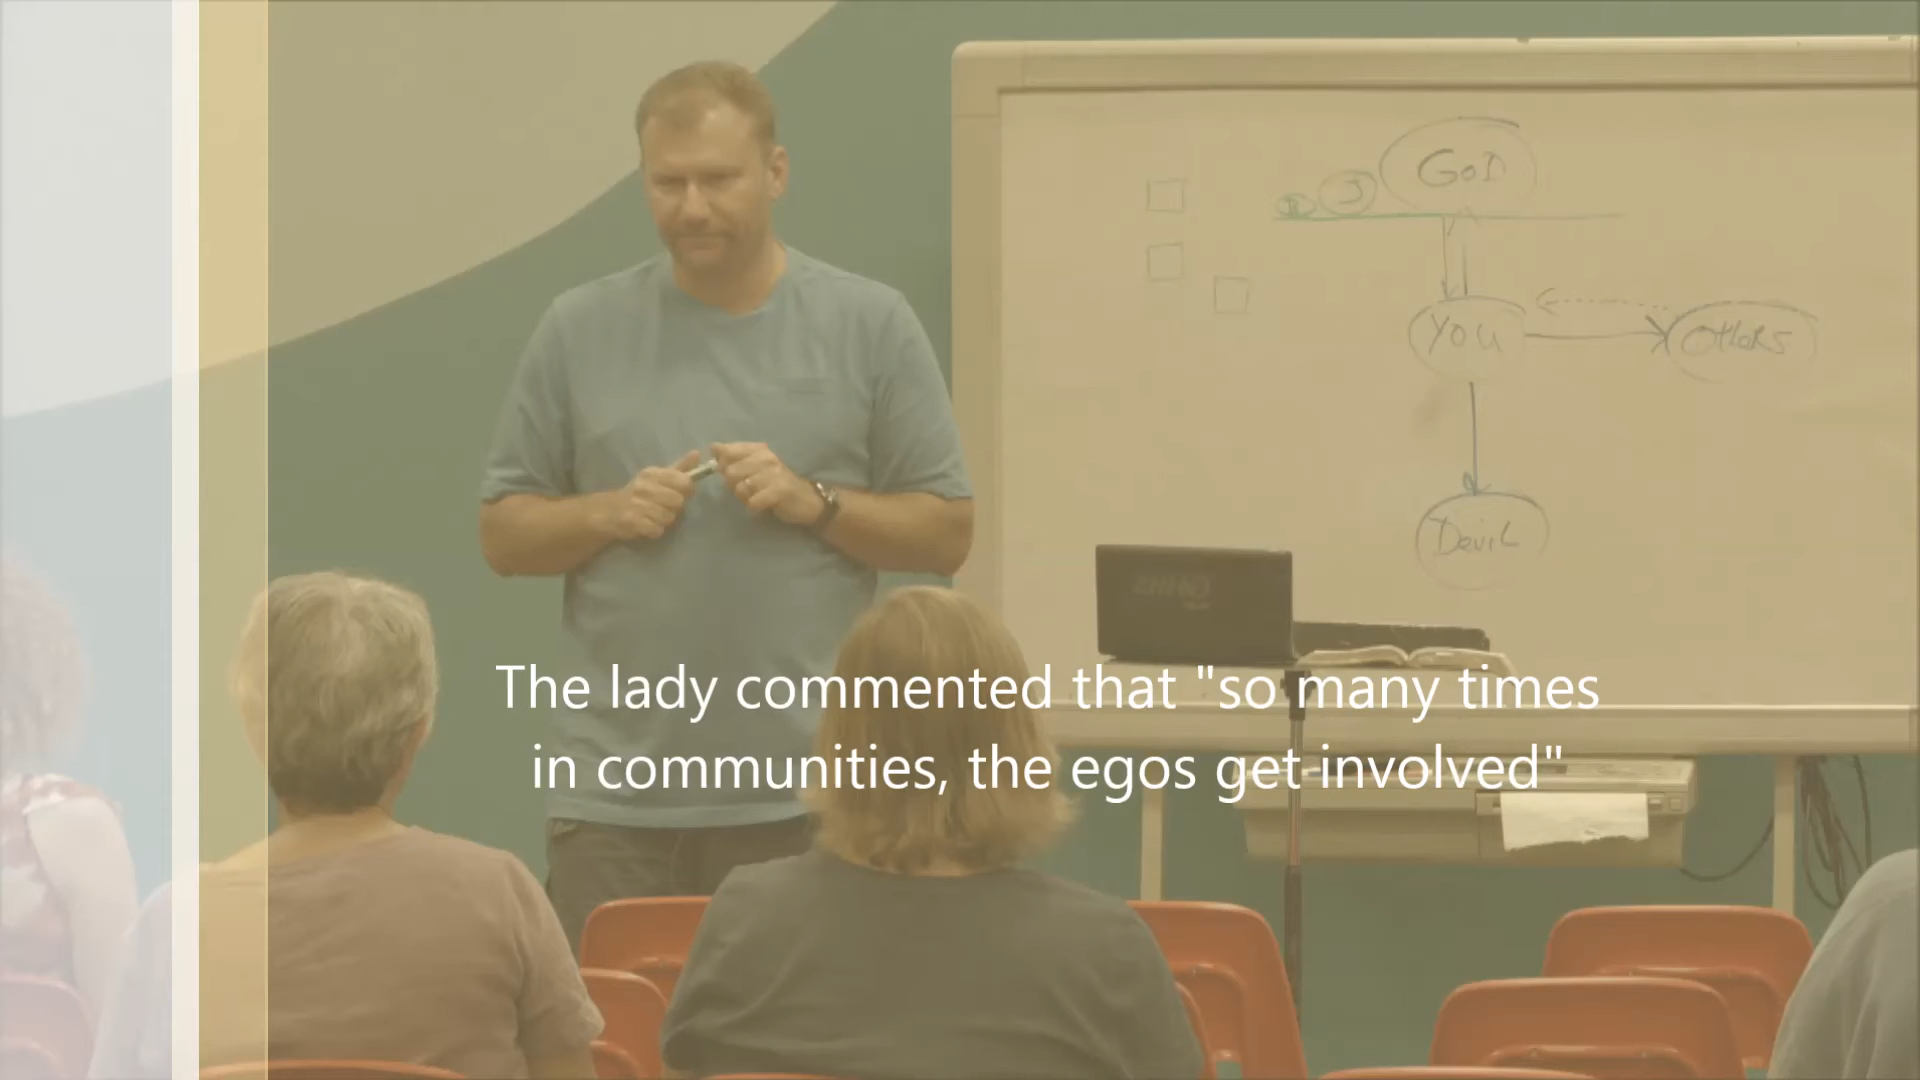 GOD
J
YOU
OtheRs
DeviL
The lady commented that "so many times
in communities, the egos get involved"